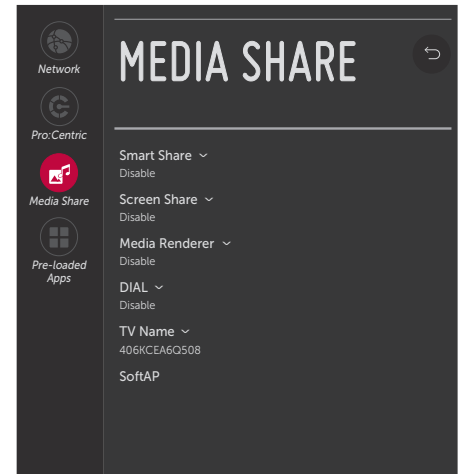 MEDIA SHARE
Network
Pro:Centric
Media Share
Pre-loaded
Apps
Smart Share
Disable
Screen Share
Disable
Media Renderer
Disable
DIAL
Disable
TV Name
406KCEA6Q508
SoftAP